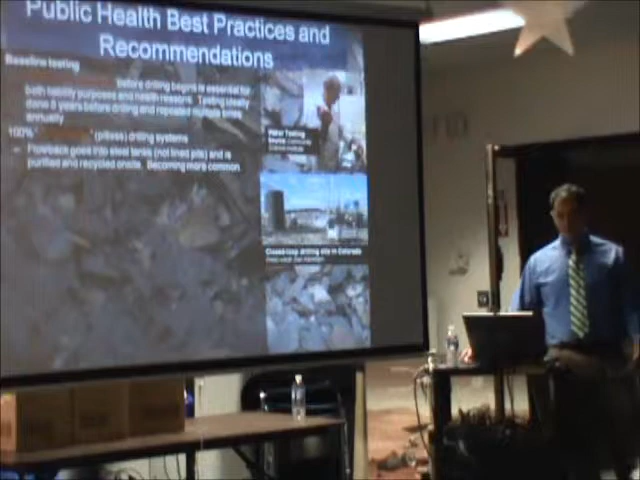 Public Health Best Practices and
Recommendations
Baseline testing
Before drilling begins is essential for
both liability purposes and health reasons. Testing ideally
done years before drilling and repeated
annually
100% (pitless) drilling systems
– Flowback goes into steel tanks (not lined pits) and is
purified and recycled onsite. Becoming more common.
Water Testing
Closed-loop drilling site in Colorado